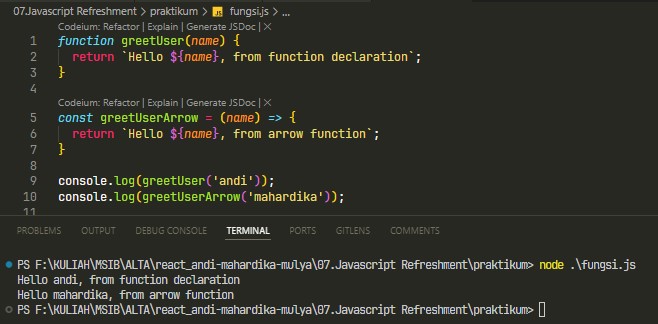 07.Javascript Refreshment > praktikum > JS fungsi.js > ...
Codeium: Refactor | Explain | Generate JSDoc | X
1 function greetUser(name) {
2 return `Hello ${name}, from function declaration`;
3 }
4
Codeium: Refactor | Explain | Generate JSDoc | X
5 const greetUserArrow = (name) => {
6 return `Hello ${name}, from arrow function`;
7 }
8
9 console.log(greetUser('andi'));
10 console.log(greetUserArrow('mahardika'));
11
PROBLEMS OUTPUT DEBUG CONSOLE TERMINAL PORTS GITLENS COMMENTS
PS F:\KULIAH\MSIB\ALTA\react_andi-mahardika-mulya\07.Javascript Refreshment\praktikum> node .\fungsi.js
Hello andi, from function declaration
Hello mahardika, from arrow function
PS F:\KULIAH\MSIB\ALTA\react_andi-mahardika-mulya\07.Javascript Refreshment\praktikum>